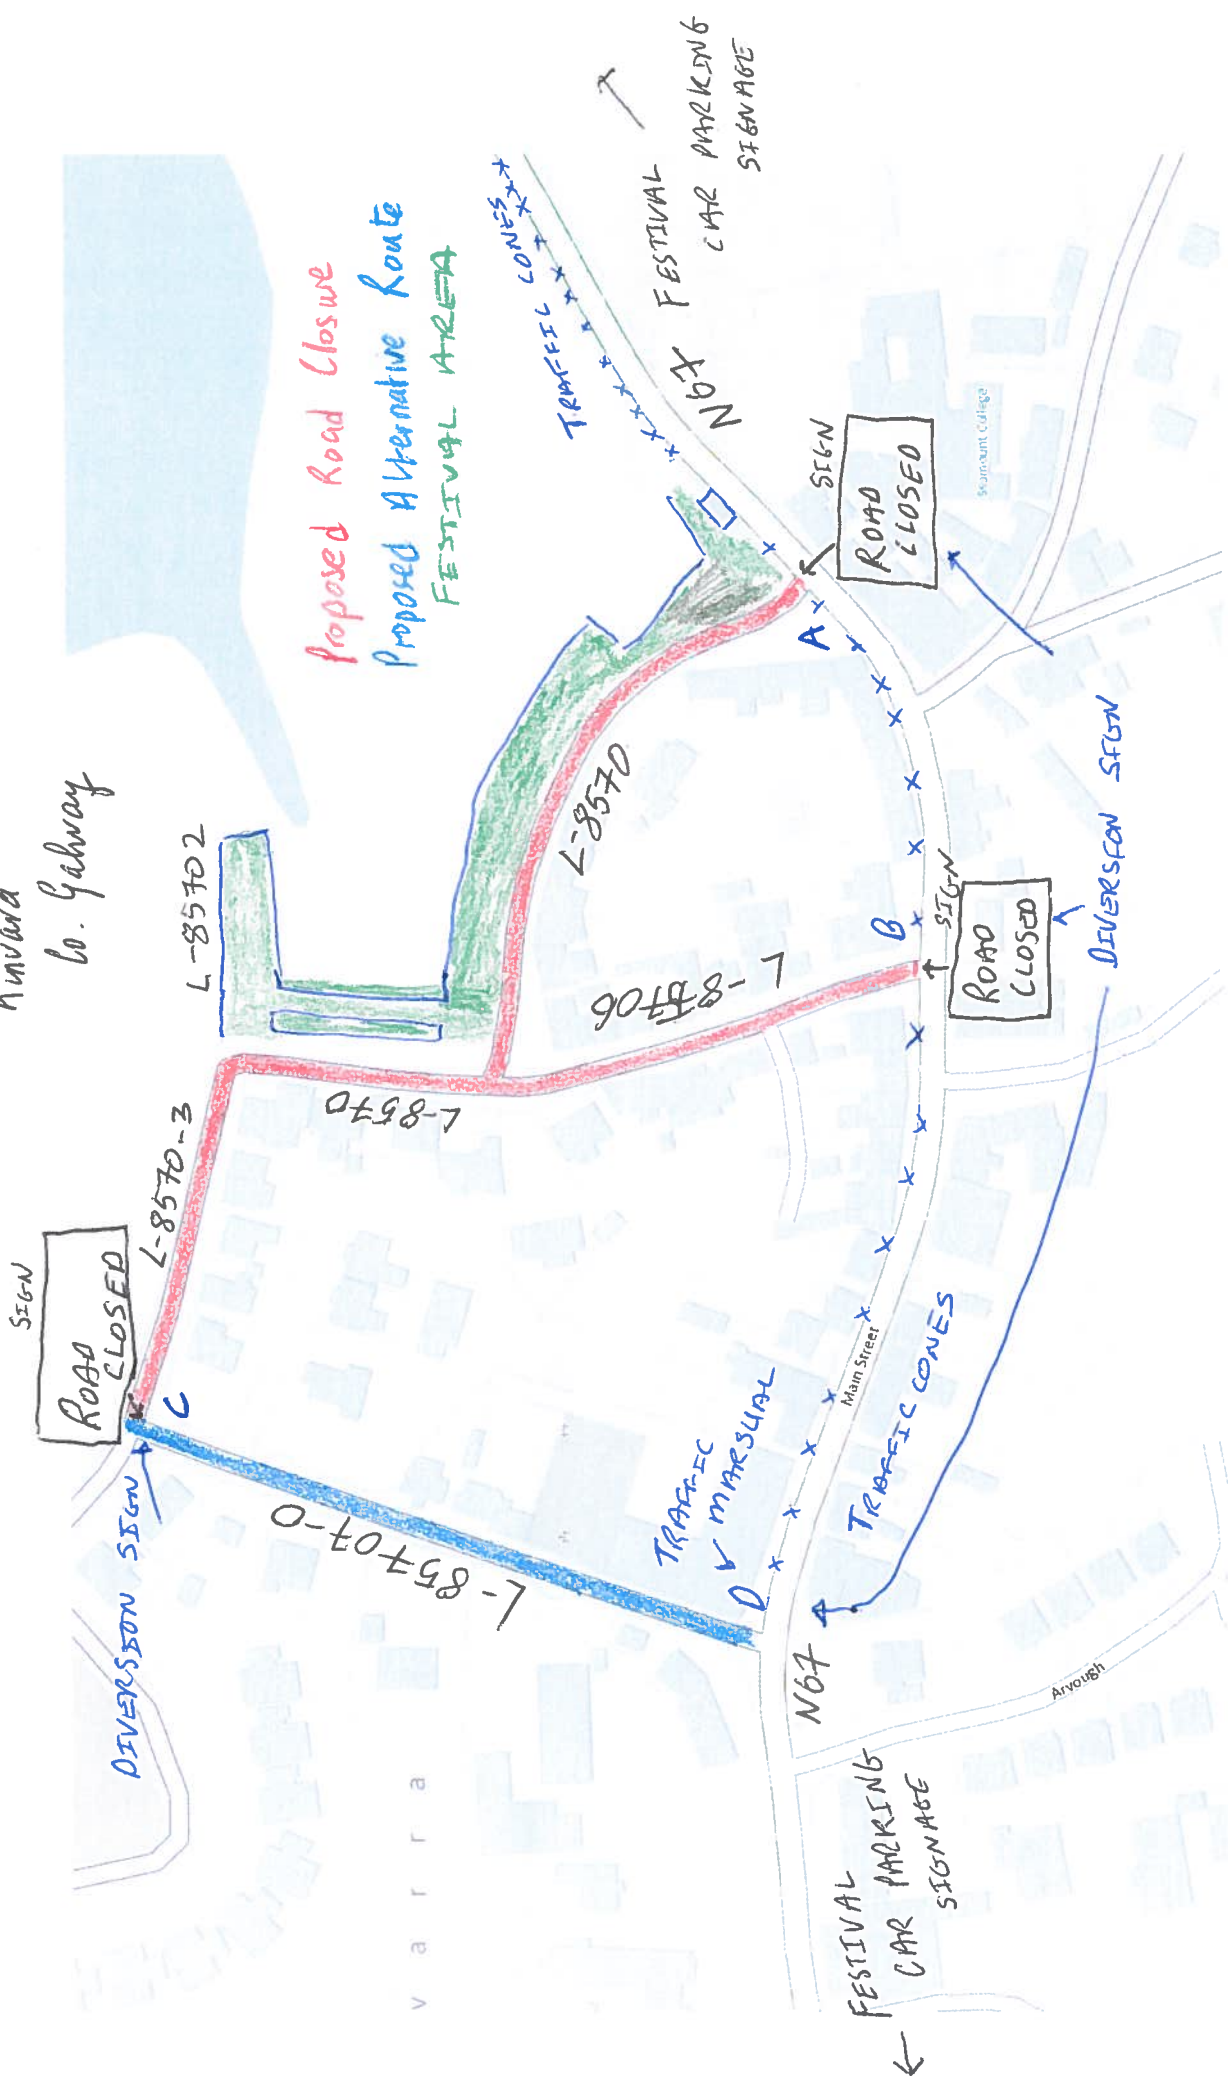 Kinvara
Co. Galway
Proposed Road Closure
Proposed Alternative Route
FESTIVAL AREA
SIGN
ROAD
CLOSED
L-8570-3
L-85702
L-8570
L-8570
L-85706
L-85707-0
DIVERSION SIGN
C
TRAFFIC CONES
N67
FESTIVAL
CAR PARKING
SIGNAGE
A
SIGN
ROAD
CLOSED
Seamount College
B
SIGN
ROAD
CLOSED
DIVERSION SIGN
TRAFFIC
MARSHAL
D
Main Street
TRAFFIC CONES
N67
Arvough
FESTIVAL
CAR PARKING
SIGNAGE
v a r r a